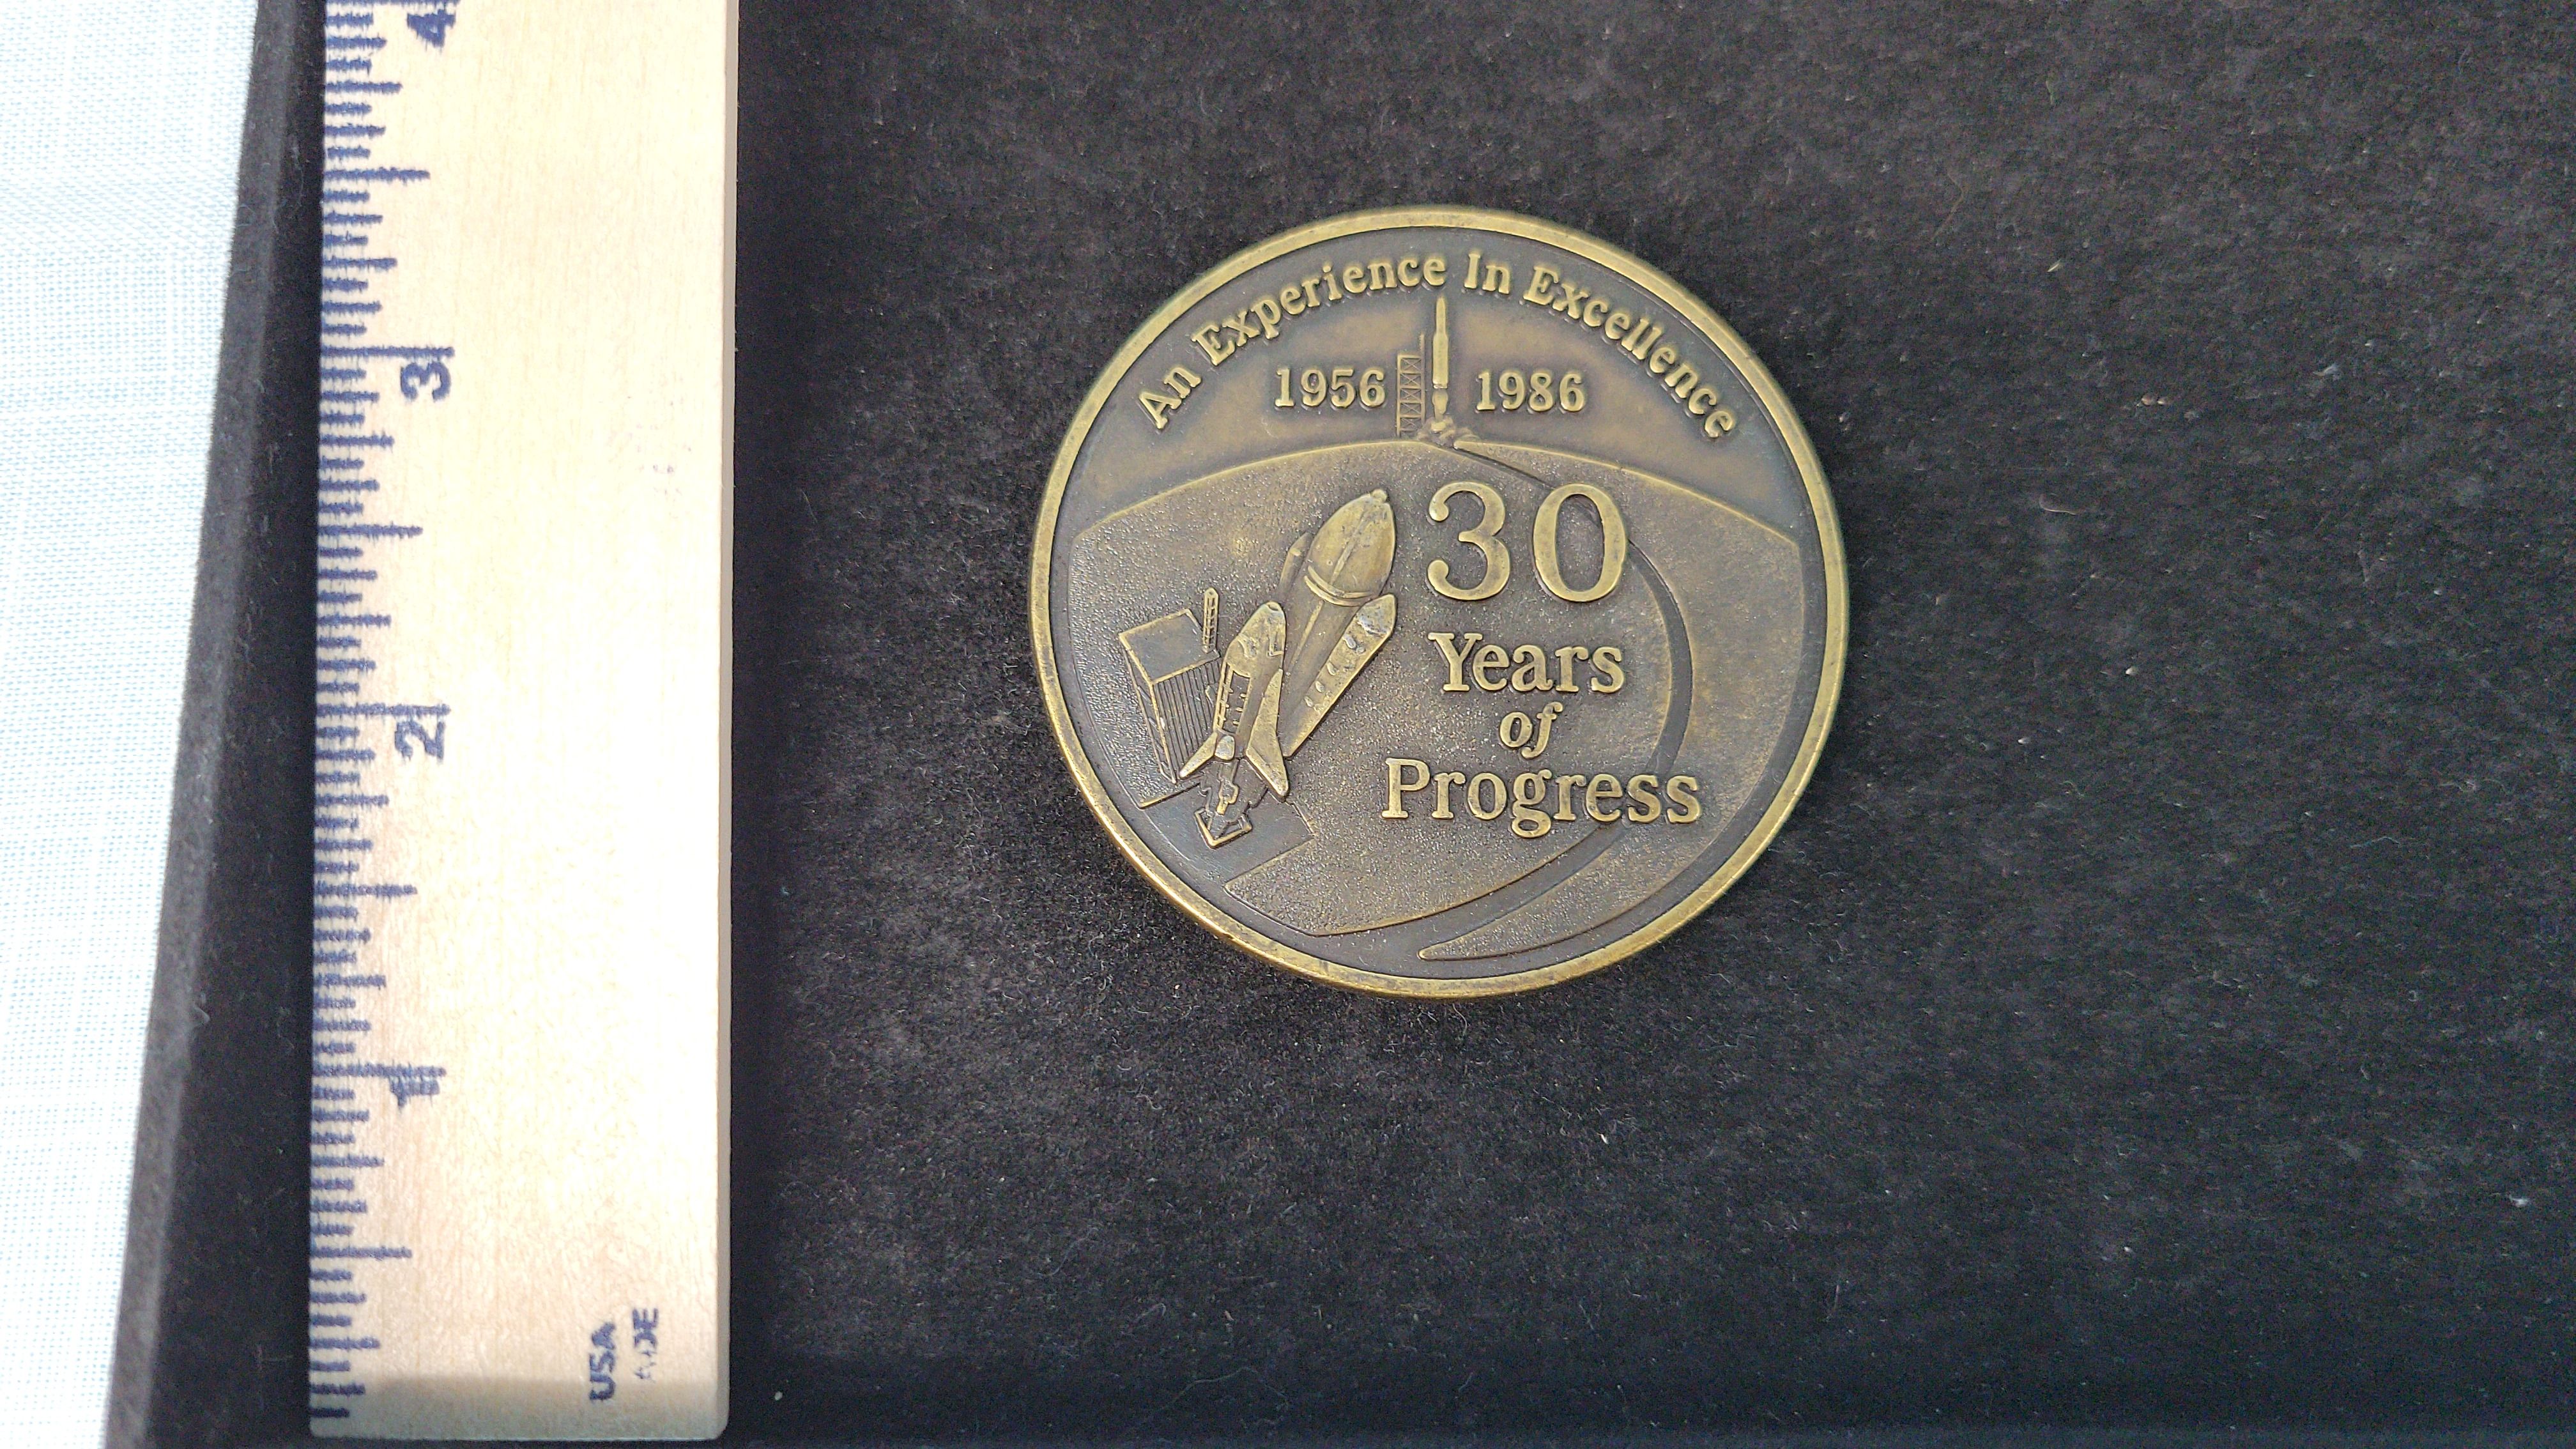 An Experience In Excellence
1956 1986
30
Years
of
Progress
4
3
2
1
USA